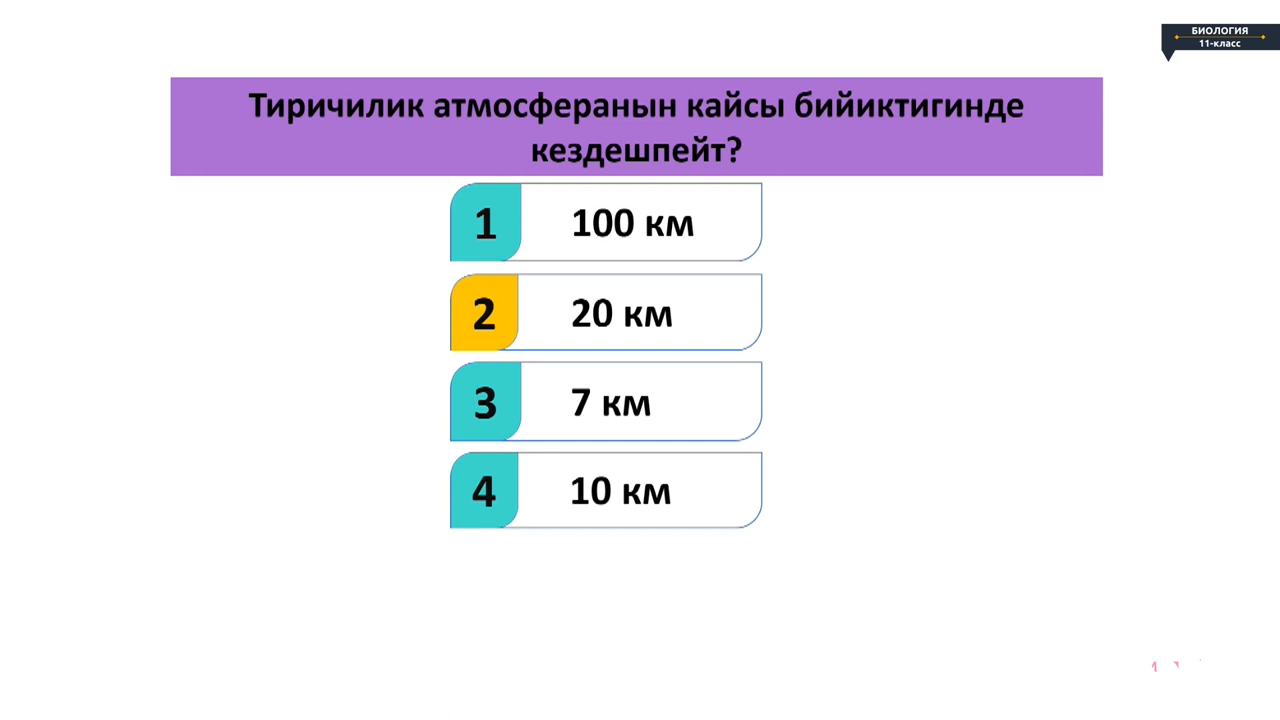 БИОЛОГИЯ
11-класс
Тиричилик атмосферанын кайсы бийиктигинде
кездешпейт?
1 100 км
2 20 км
3 7 км
4 10 км